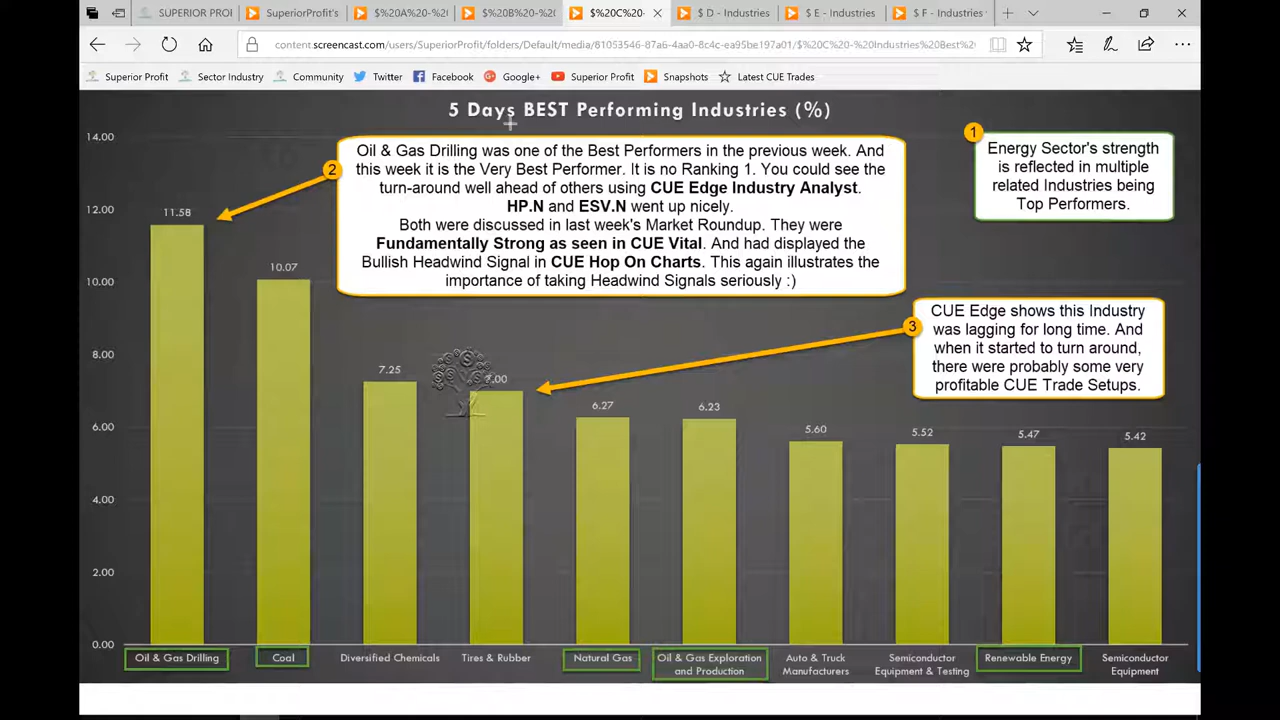 SUPERIOR PROI
SuperiorProfit's
$%20A%20-%20
$%20B%20-%20
$%20C%20-
$ D - Industries
$ E - Industries
$ F - Industries
content.screencast.com/users/SuperiorProfit/folders/Default/media/81053546-87a6-4aa0-8c4c-ea95be197a01/$%20C%20-%20Industries%20Best%20
Superior Profit
Sector Industry
Community
Twitter
Facebook
Google+
Superior Profit
Snapshots
Latest CUE Trades
5 Days BEST Performing Industries (%)
1
Energy Sector's strength
is reflected in multiple
related Industries being
Top Performers.
2
Oil & Gas Drilling was one of the Best Performers in the previous week. And
this week it is the Very Best Performer. It is no Ranking 1. You could see the
turn-around well ahead of others using CUE Edge Industry Analyst.
HP.N and ESV.N went up nicely.
Both were discussed in last week's Market Roundup. They were
Fundamentally Strong as seen in CUE Vital. And had displayed the
Bullish Headwind Signal in CUE Hop On Charts. This again illustrates the
importance of taking Headwind Signals seriously :)
3
CUE Edge shows this Industry
was lagging for long time. And
when it started to turn around,
there were probably some very
profitable CUE Trade Setups.
14.00
12.00
10.00
8.00
6.00
4.00
2.00
0.00
11.58
10.07
7.25
7.00
6.27
6.23
5.60
5.52
5.47
5.42
Oil & Gas Drilling
Coal
Diversified Chemicals
Tires & Rubber
Natural Gas
Oil & Gas Exploration
and Production
Auto & Truck
Manufacturers
Semiconductor
Equipment & Testing
Renewable Energy
Semiconductor
Equipment